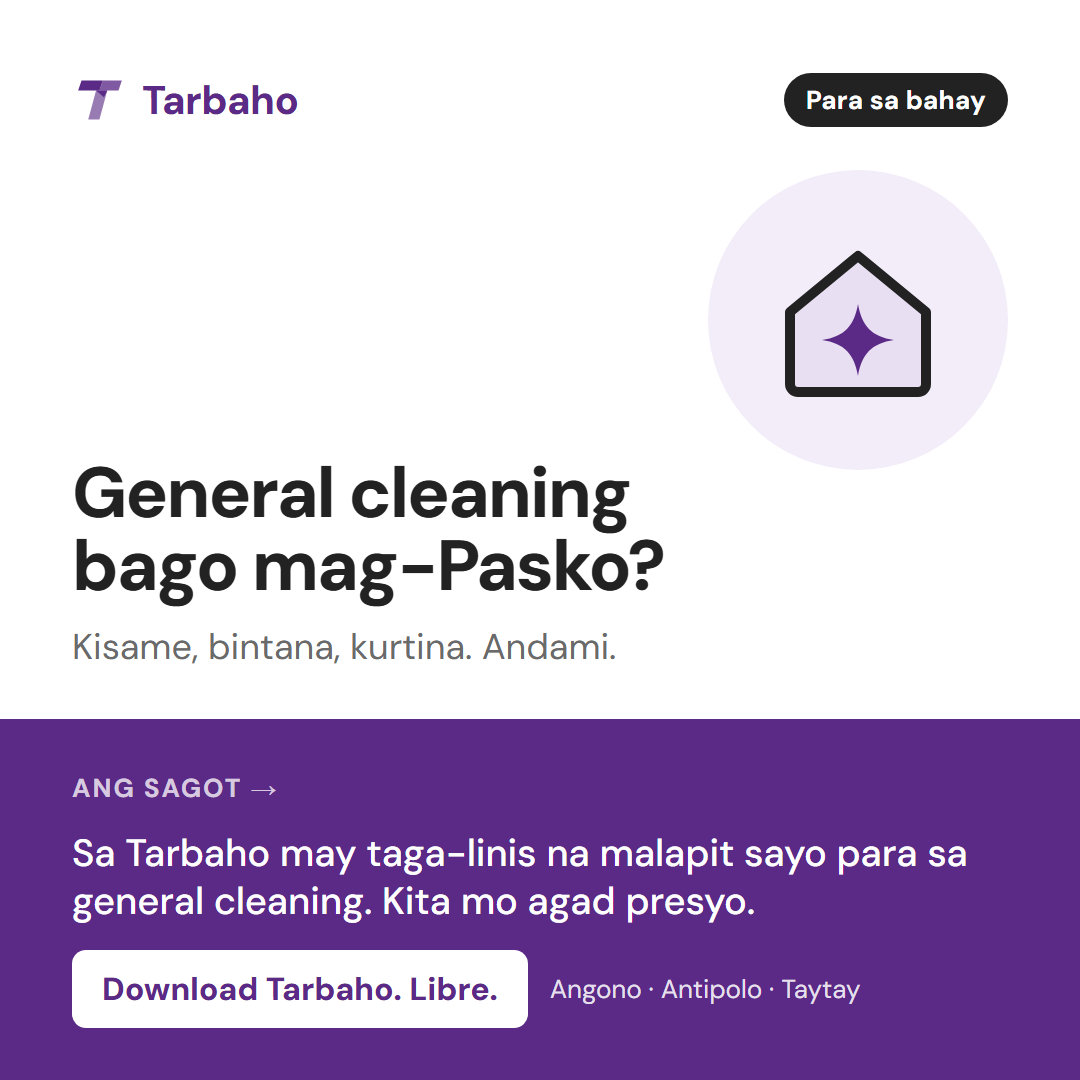 Tarbaho
Para sa bahay
General cleaning
bago mag-Pasko?
Kisame, bintana, kurtina. Andami.
ANG SAGOT →
Sa Tarbaho may taga-linis na malapit sayo para sa
general cleaning. Kita mo agad presyo.
Download Tarbaho. Libre.
Angono · Antipolo · Taytay